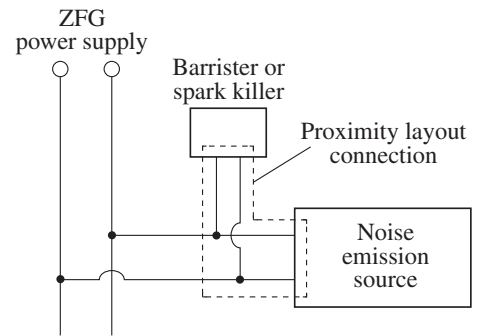 ZFG
power supply
Barrister or
spark killer
Proximity layout
connection
Noise
emission
source